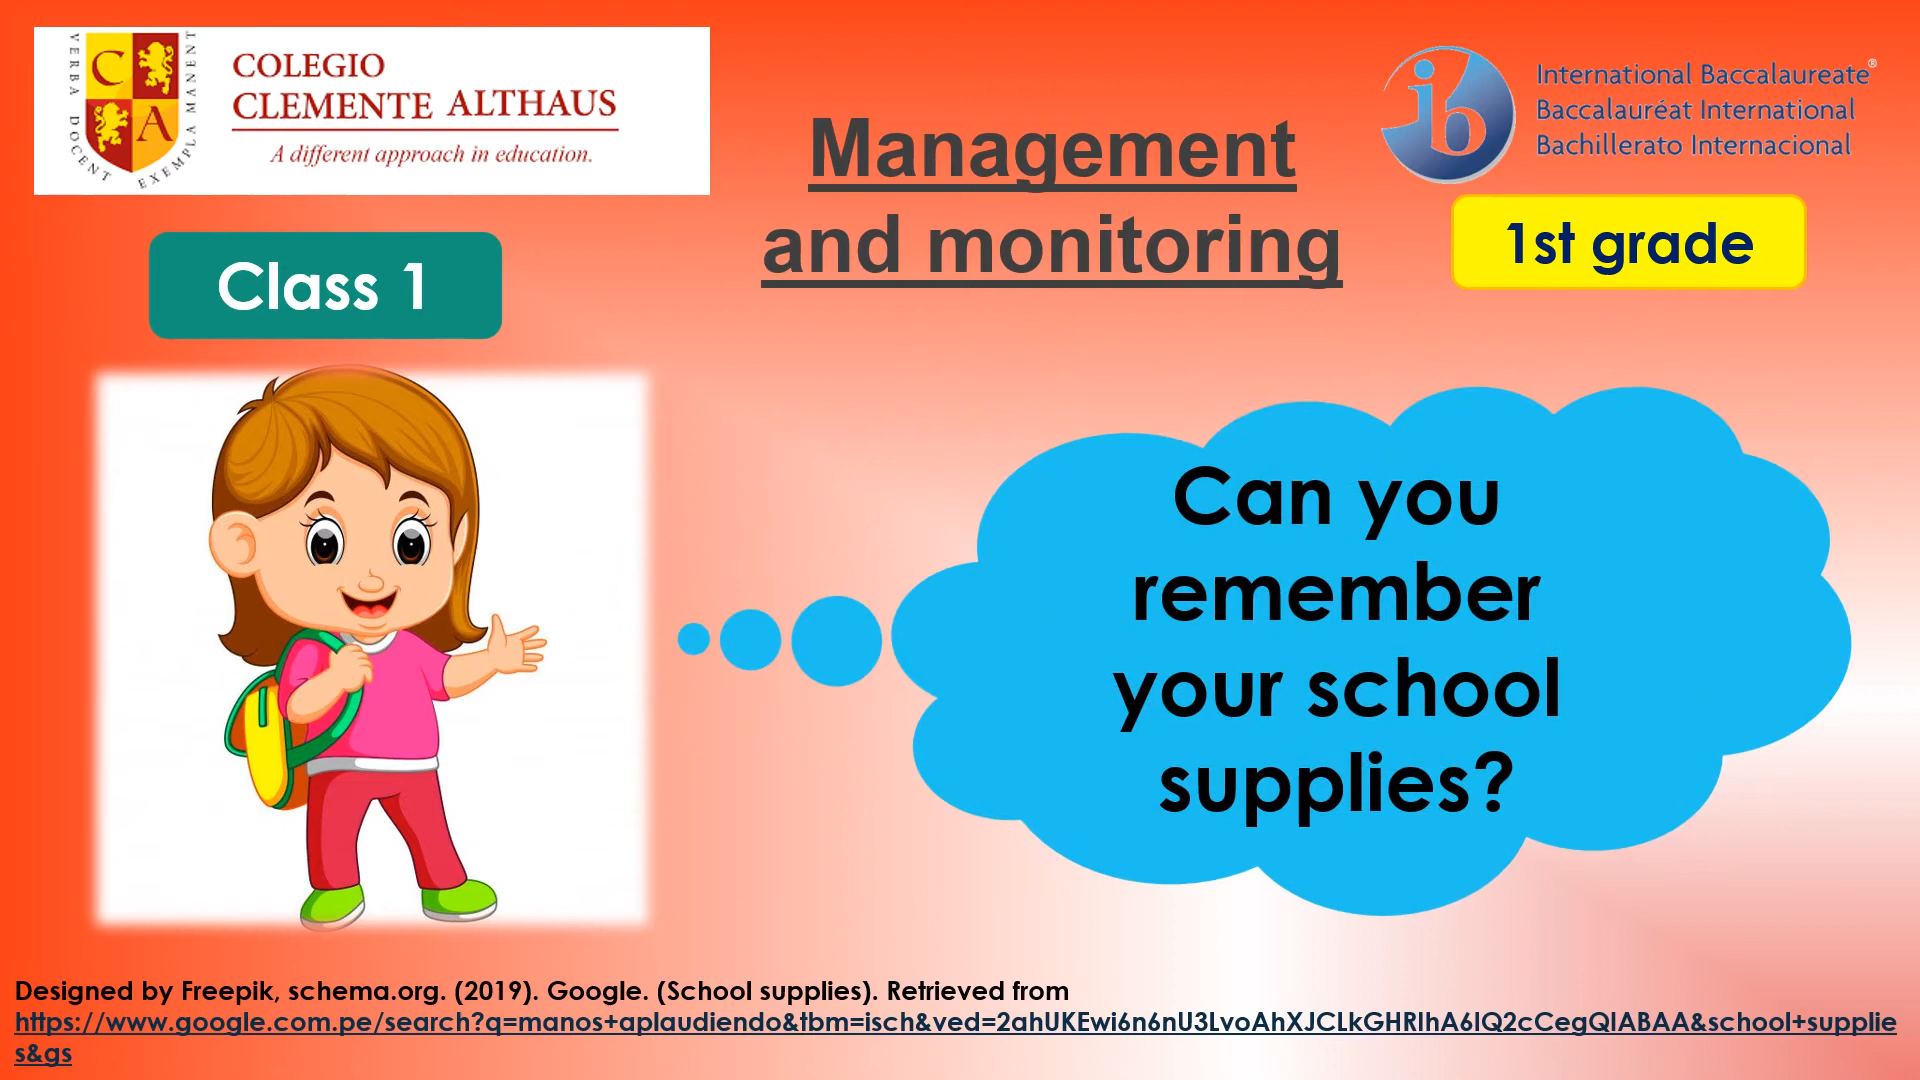 VERBA DOCENT EXEMPLA MANENT
C
A
COLEGIO
CLEMENTE ALTHAUS
A different approach in education.
Management
and monitoring
International Baccalaureate®
Baccalauréat International
Bachillerato Internacional
ib
1st grade
Class 1
Can you
remember
your school
supplies?
Designed by Freepik, schema.org. (2019). Google. (School supplies). Retrieved from
https://www.google.com.pe/search?q=manos+aplaudiendo&tbm=isch&ved=2ahUKEwi6n6nU3LvoAhXJCLkGHRIhA6IQ2cCegQIABAA&school+supplie
s&gs